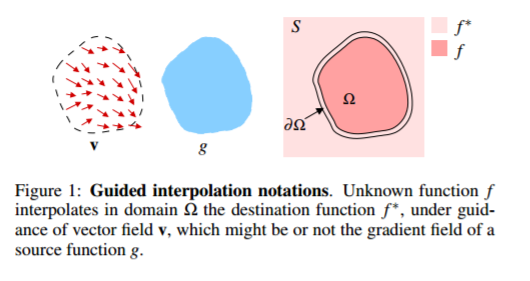 S
f*
f
Ω
∂Ω
v
g
Figure 1: Guided interpolation notations. Unknown function f
interpolates in domain Ω the destination function f*, under guid-
ance of vector field v, which might be or not the gradient field of a
source function g.